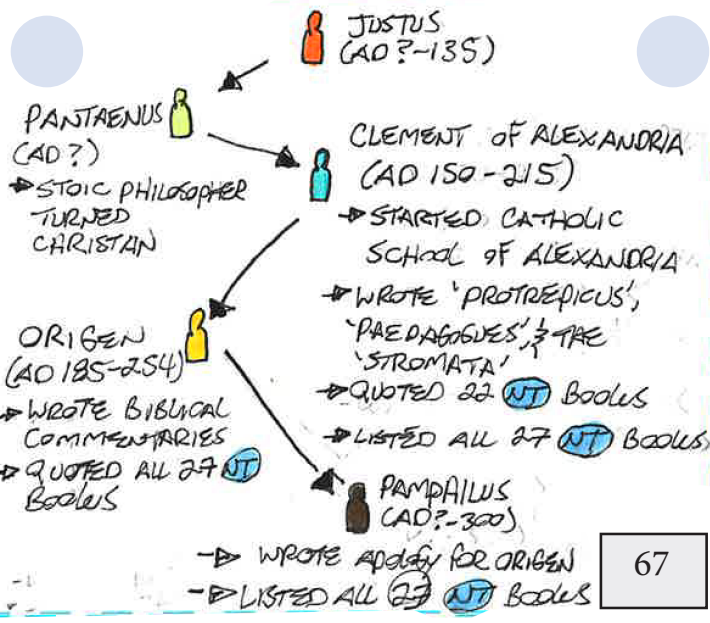 JUSTUS
(AD ?-135)
PANTAENUS
(AD ?)
STOIC PHILOSOPHER
TURNED
CHRISTAN
CLEMENT OF ALEXANDRIA
(AD 150-215)
STARTED CATHOLIC
SCHOOL OF ALEXANDRIA
WROTE 'PROTREPICUS',
'PAEDAGOGUES', & THE
'STROMATA'
QUOTED 22 NT BOOKS
LISTED ALL 27 NT BOOKS
ORIGEN
(AD 185-254)
WROTE BIBLICAL
COMMENTARIES
QUOTED ALL 27 NT
BOOKS
PAMPHILUS
(AD?-300)
WROTE APOLOGY FOR ORIGEN
LISTED ALL 27 NT BOOKS
67